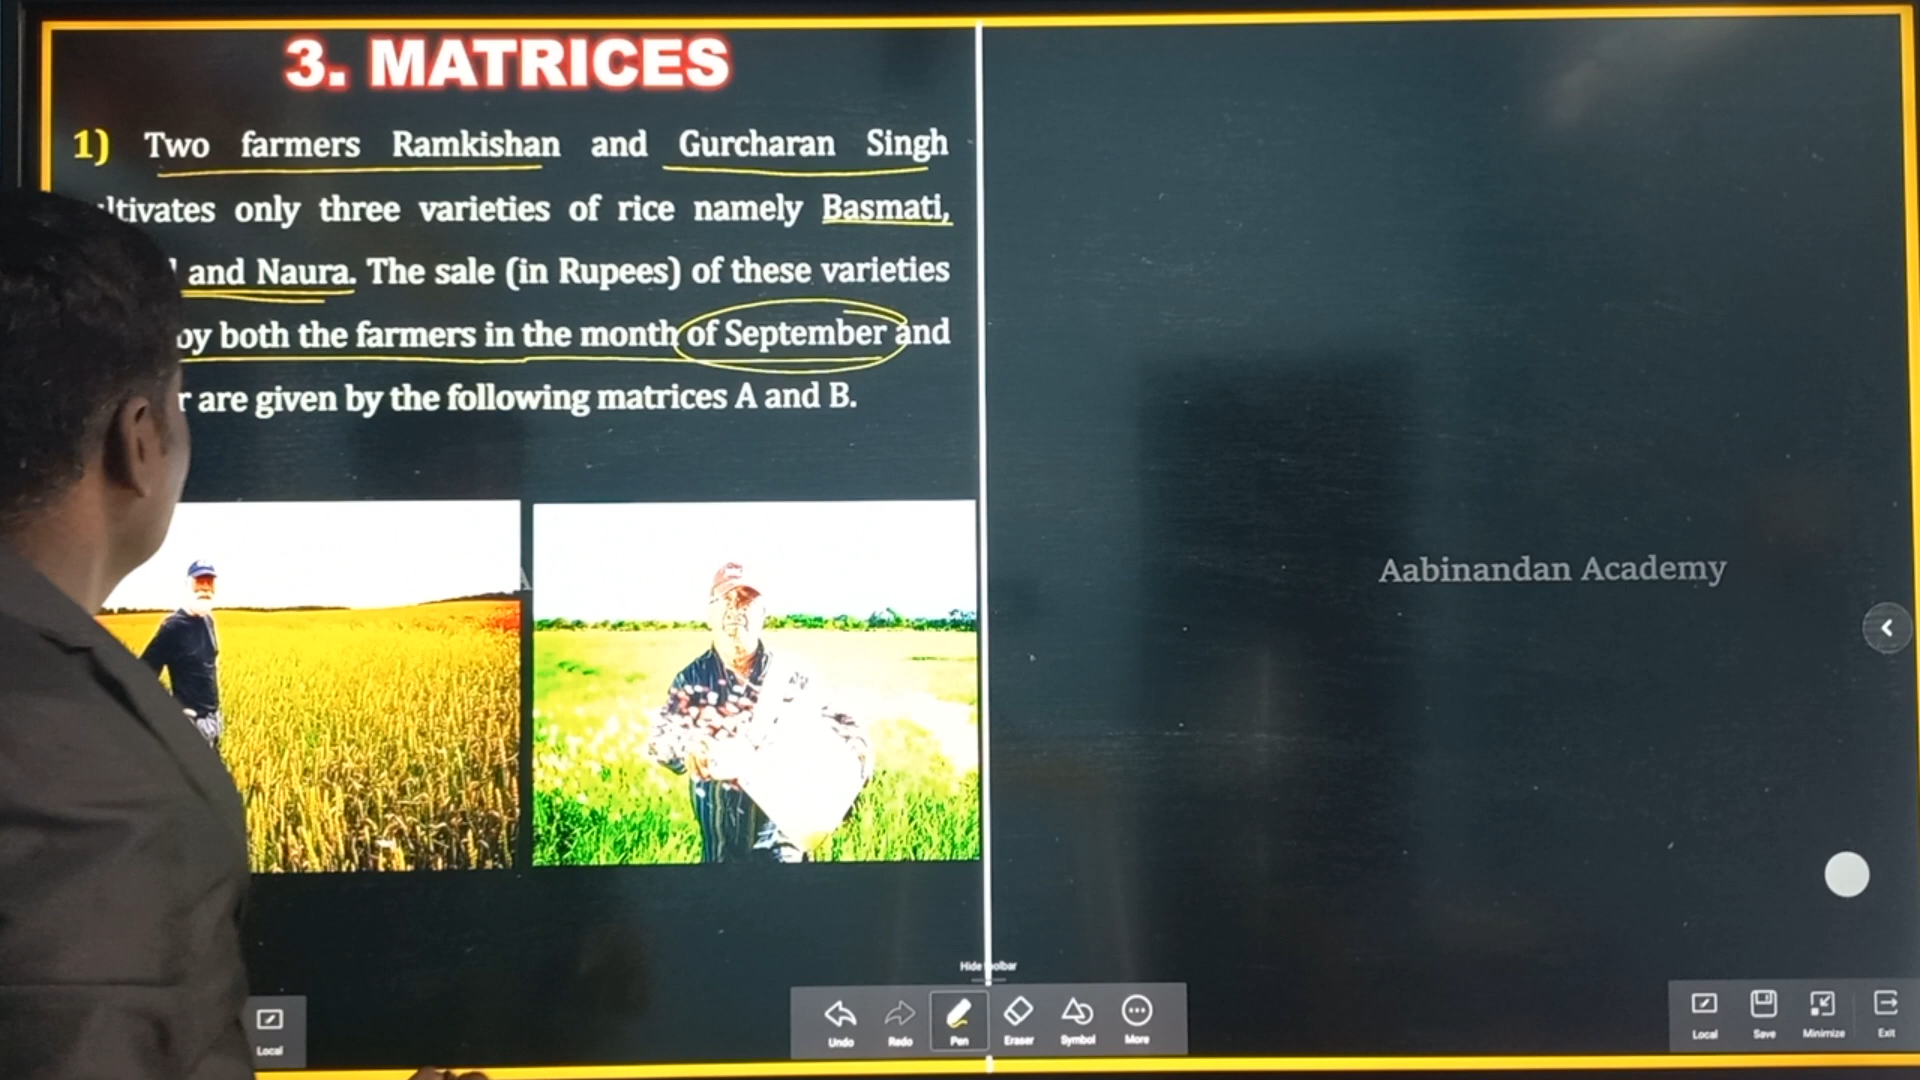 3. MATRICES
1) Two farmers Ramkishan and Gurcharan Singh
only three varieties of rice namely Basmati,
and Naura. The sale (in Rupees) of these varieties
by both the farmers in the month of September and
are given by the following matrices A and B.
Aabinandan Academy
Hide
Local
Undo
Redo
Pen
Eraser
Symbol
More
Local
Save
Minimize
Exit